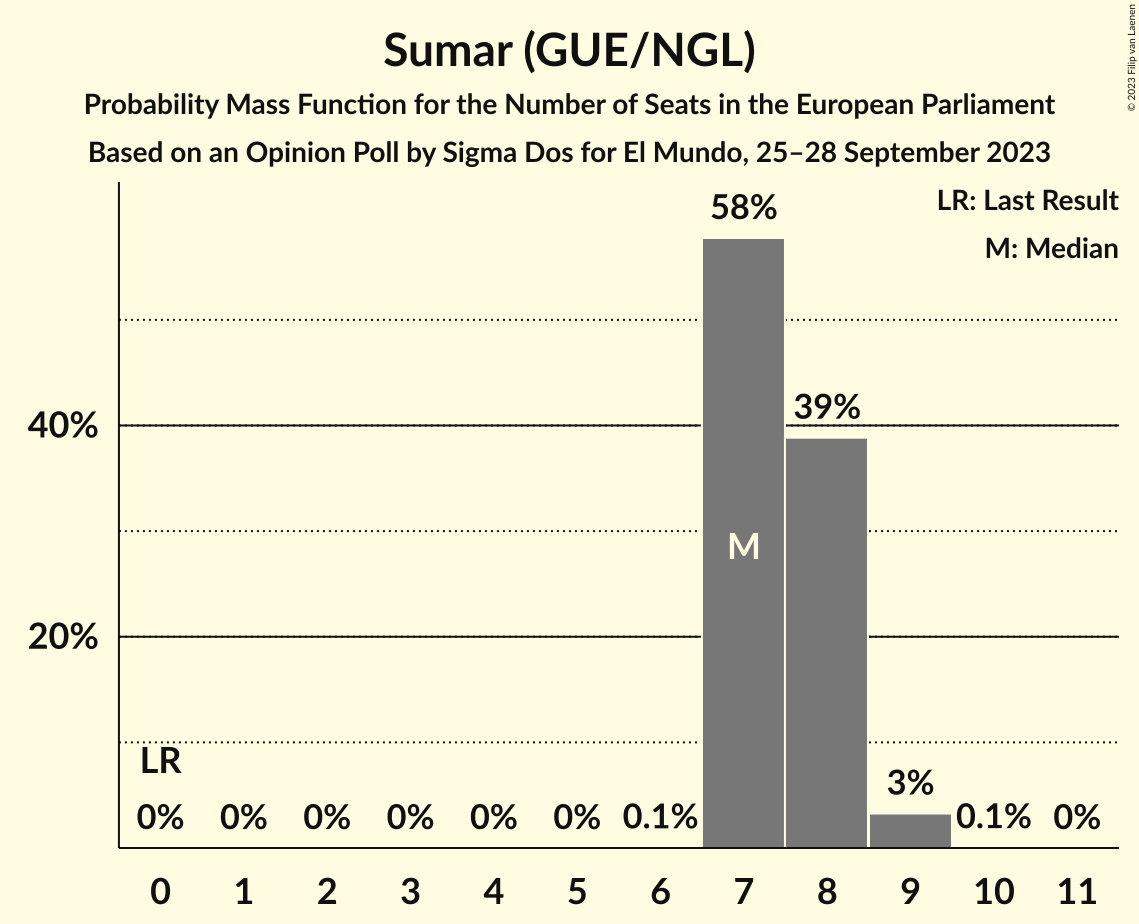 Sumar (GUE/NGL)
Probability Mass Function for the Number of Seats in the European Parliament
Based on an Opinion Poll by Sigma Dos for El Mundo, 25–28 September 2023
© 2023 Filip van Laenen
LR: Last Result
M: Median
58%
39%
40%
M
20%
LR
3%
0% 0% 0% 0% 0% 0% 0.1% 0.1% 0%
0 1 2 3 4 5 6 7 8 9 10 11